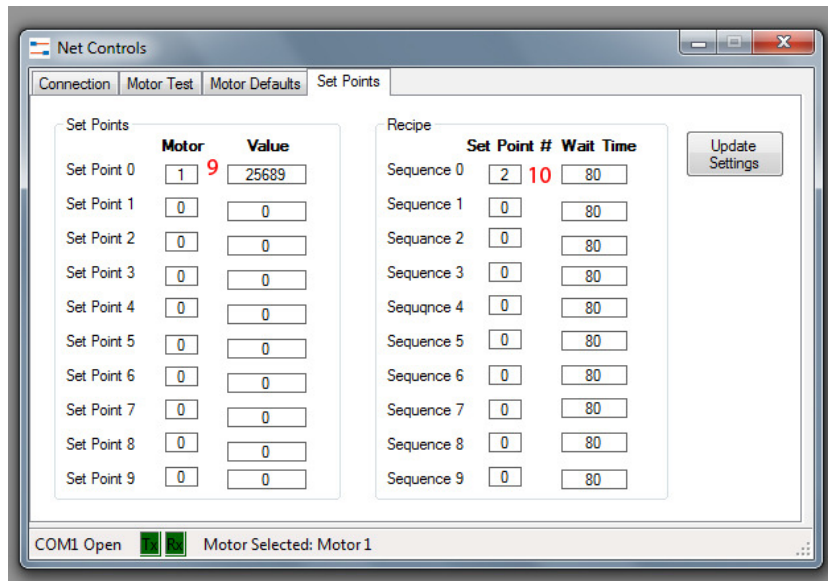 Net Controls
Connection Motor Test Motor Defaults Set Points
Set Points
Motor Value
Set Point 0 1 9 25689
Set Point 1 0 0
Set Point 2 0 0
Set Point 3 0 0
Set Point 4 0 0
Set Point 5 0 0
Set Point 6 0 0
Set Point 7 0 0
Set Point 8 0 0
Set Point 9 0 0
Recipe
Set Point # Wait Time
Sequence 0 2 10 80
Sequence 1 0 80
Sequance 2 0 80
Sequence 3 0 80
Sequqnce 4 0 80
Sequence 5 0 80
Sequence 6 0 80
Sequence 7 0 80
Sequence 8 0 80
Sequence 9 0 80
Update
Settings
COM1 Open Tx Rx Motor Selected: Motor 1